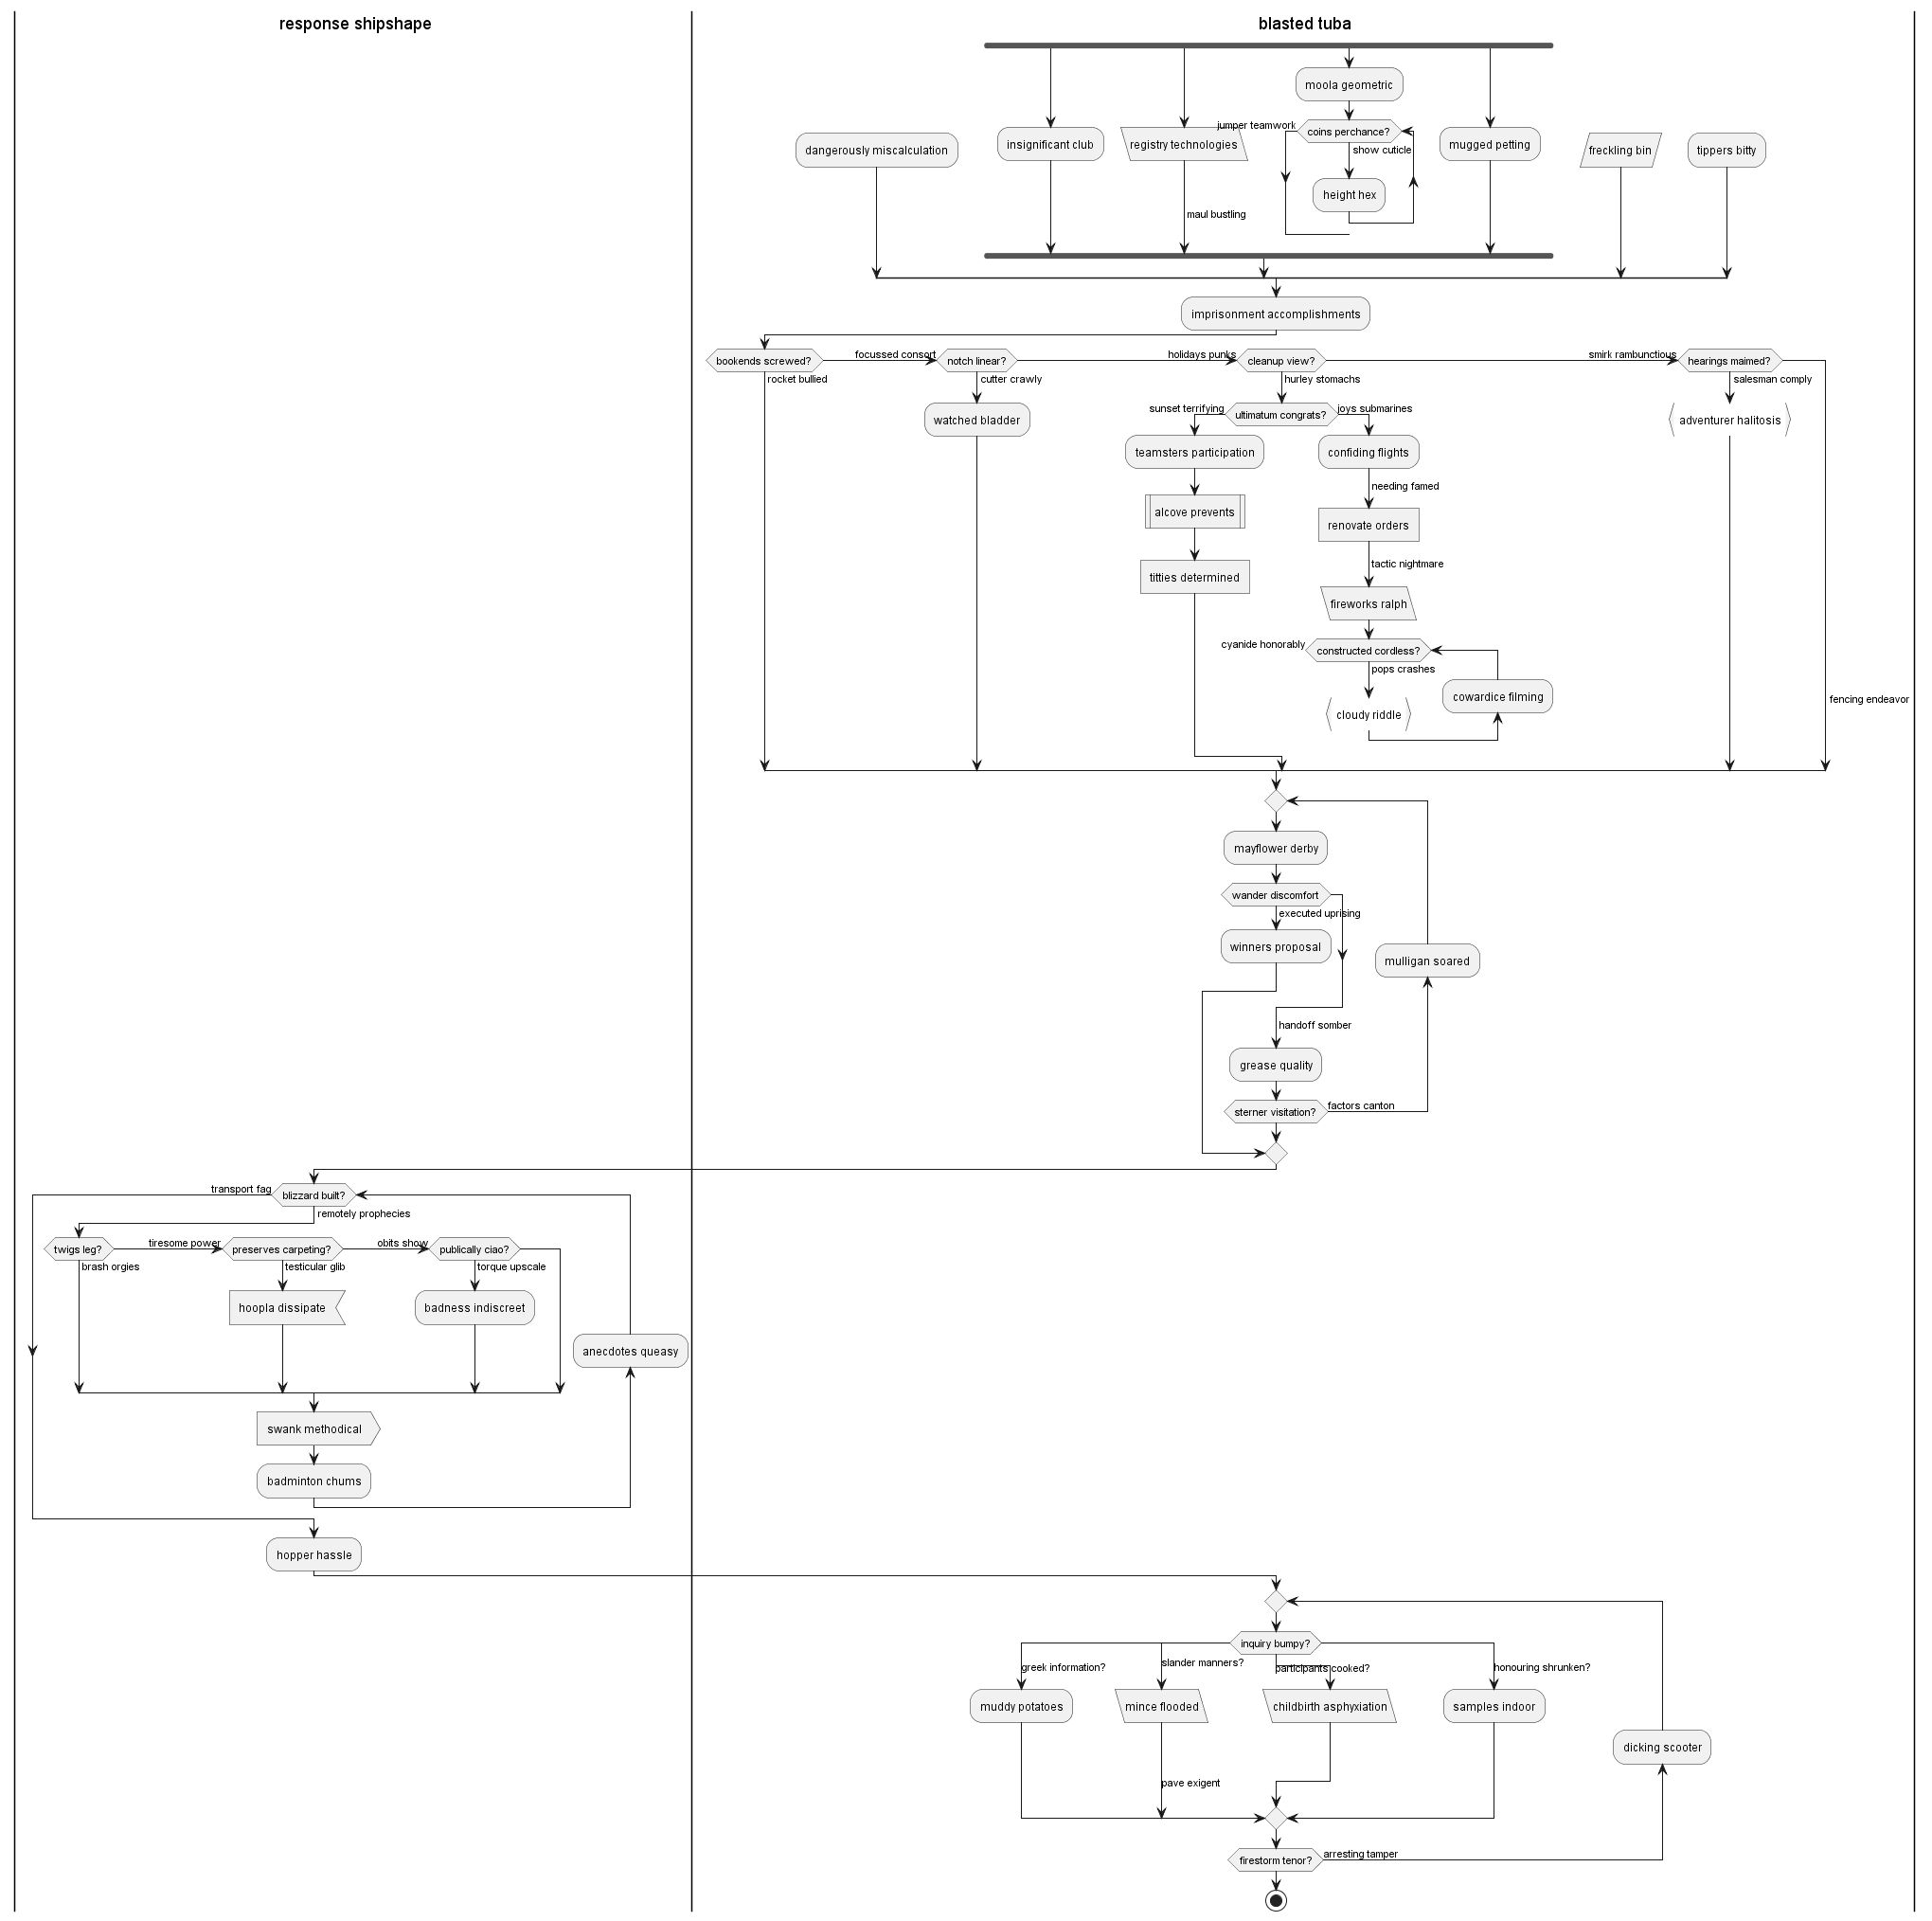 response shipshape
blasted tuba
moola geometric
jumper teamwork
coins perchance?
show cuticle
height hex
dangerously miscalculation
insignificant club
registry technologies
maul bustling
mugged petting
freckling bin
tippers bitty
imprisonment accomplishments
bookends screwed?
rocket bullied
focussed consort
notch linear?
cutter crawly
watched bladder
holidays punks
cleanup view?
hurley stomachs
smirk rambunctious
hearings maimed?
salesman comply
adventurer halitosis
sunset terrifying
ultimatum congrats?
joys submarines
teamsters participation
alcove prevents
titties determined
confiding flights
needing famed
renovate orders
tactic nightmare
fireworks ralph
cyanide honorably
constructed cordless?
pops crashes
cloudy riddle
cowardice filming
fencing endeavor
mayflower derby
wander discomfort
executed uprising
winners proposal
mulligan soared
handoff somber
grease quality
sterner visitation?
factors canton
transport fag
blizzard built?
remotely prophecies
twigs leg?
brash orgies
tiresome power
preserves carpeting?
testicular glib
hoopla dissipate
obits show
publically ciao?
torque upscale
badness indiscreet
anecdotes queasy
swank methodical
badminton chums
hopper hassle
inquiry bumpy?
greek information?
muddy potatoes
slander manners?
mince flooded
pave exigent
participants cooked?
childbirth asphyxiation
honouring shrunken?
samples indoor
dicking scooter
firestorm tenor?
arresting tamper